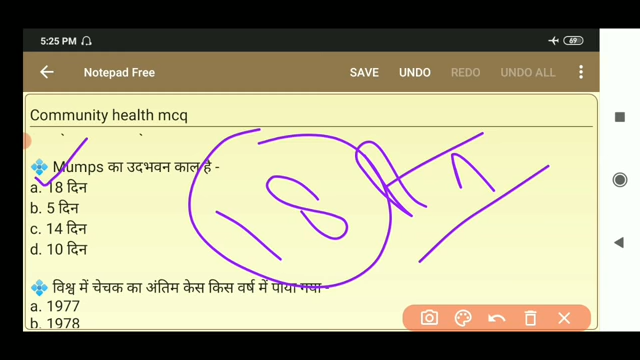 5:25 PM
69
Notepad Free
SAVE
UNDO
REDO
UNDO ALL
Community health mcq
Mumps का उदभवन काल है -
a. 18 दिन
b. 5 दिन
c. 14 दिन
d. 10 दिन
18 दिन
विश्व में चेचक का अंतिम केस किस वर्ष में पाया गया -
a. 1977
b. 1978